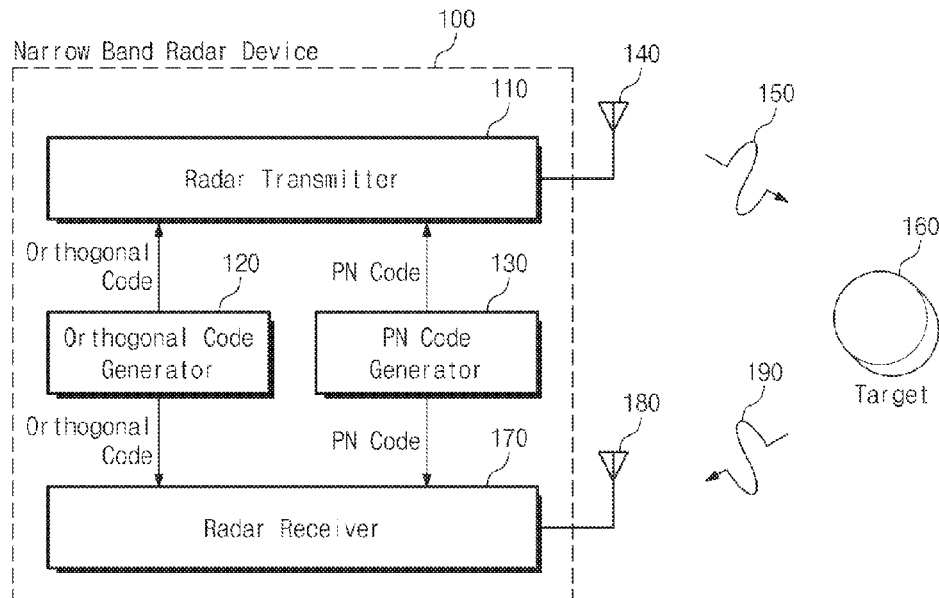 100
Narrow Band Radar Device
140
110
150
Radar Transmitter
160
Orthogonal
Code
120
PN Code
130
Orthogonal Code
Generator
PN Code
Generator
Target
190
180
Orthogonal
Code
PN Code
170
Radar Receiver